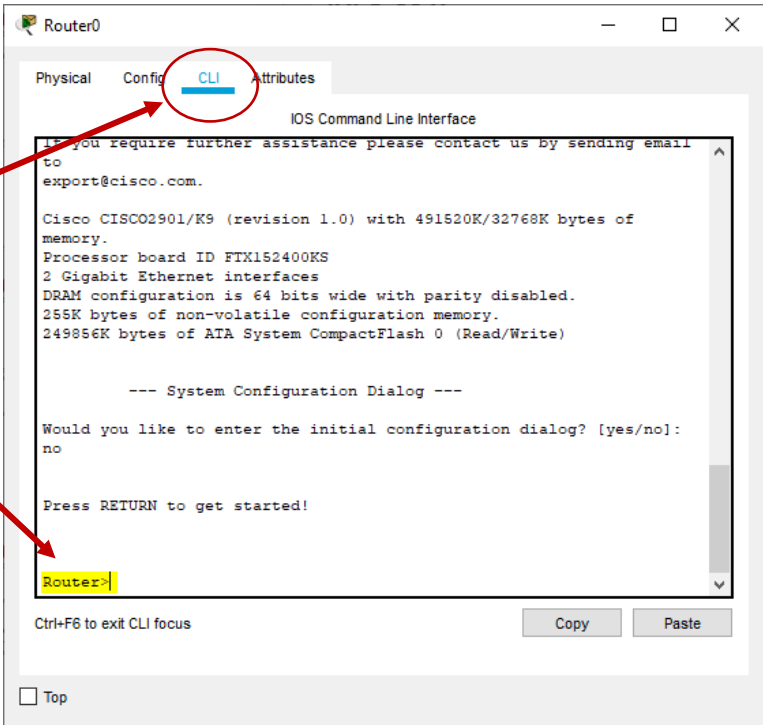 Router0
Physical Config CLI Attributes
IOS Command Line Interface
If you require further assistance please contact us by sending email
to
export@cisco.com.
Cisco CISCO2901/K9 (revision 1.0) with 491520K/32768K bytes of
memory.
Processor board ID FTX152400KS
2 Gigabit Ethernet interfaces
DRAM configuration is 64 bits wide with parity disabled.
255K bytes of non-volatile configuration memory.
249856K bytes of ATA System CompactFlash 0 (Read/Write)
--- System Configuration Dialog ---
Would you like to enter the initial configuration dialog? [yes/no]:
no
Press RETURN to get started!
Router>
Ctrl+F6 to exit CLI focus
Copy Paste
Top